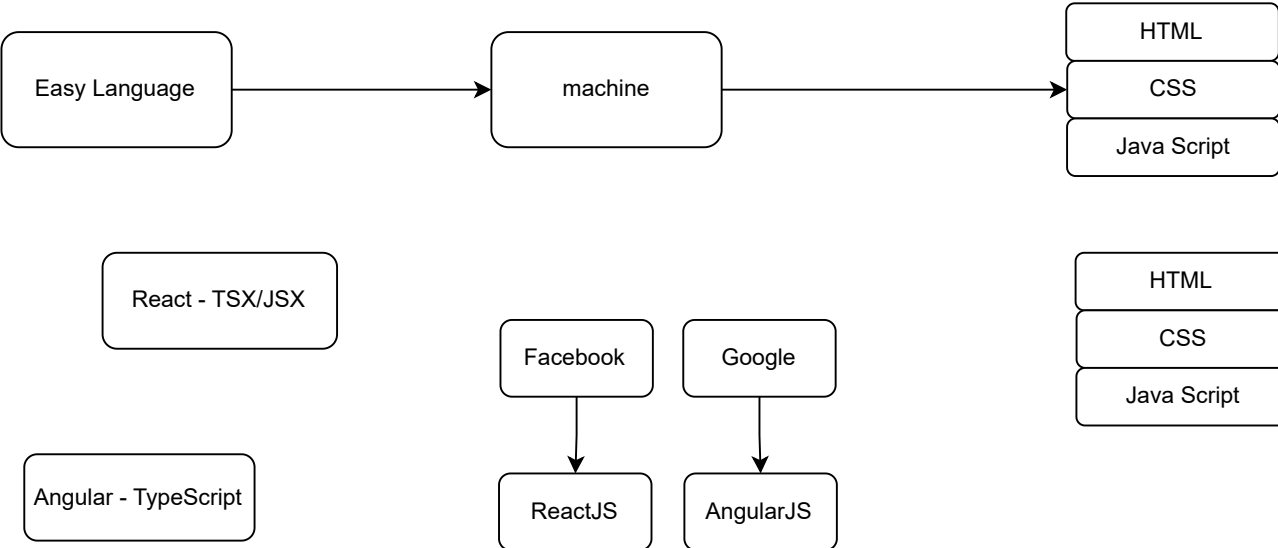 Easy Language
machine
HTML
CSS
Java Script
React - TSX/JSX
HTML
CSS
Java Script
Facebook
Google
Angular - TypeScript
ReactJS
AngularJS